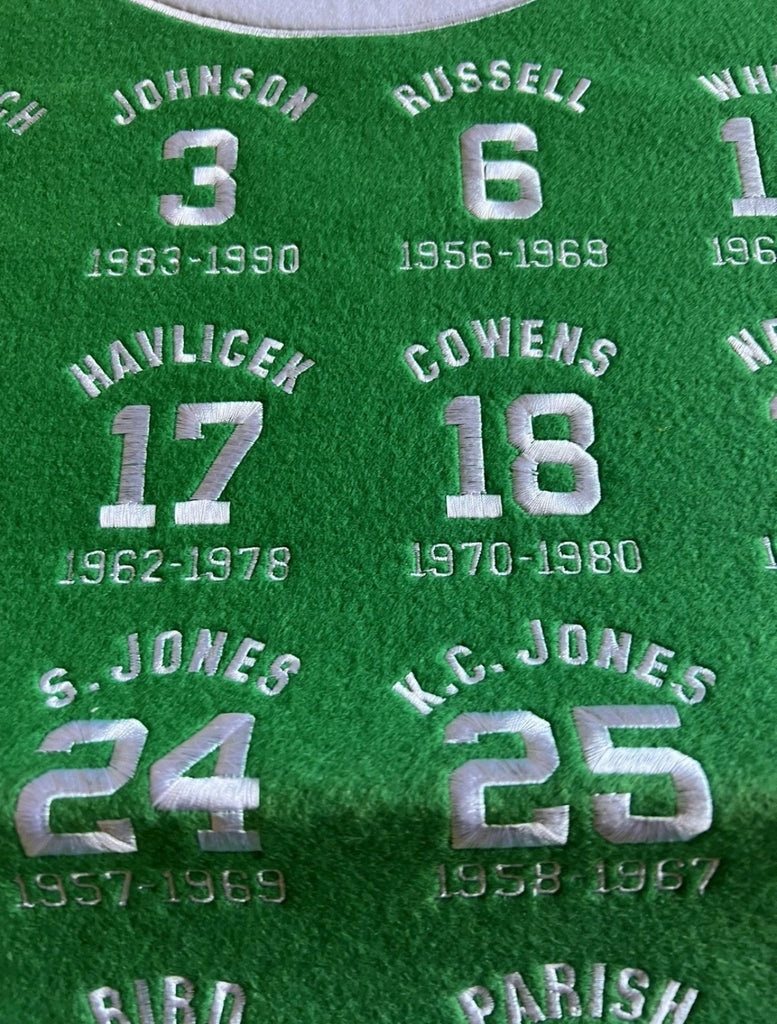 JOHNSON
3
1983-1990
RUSSELL
6
1956-1969
HAVLICEK
17
1962-1978
COWENS
18
1970-1980
S. JONES
24
1957-1969
K.C. JONES
25
1958-1967
BIRD
PARISH